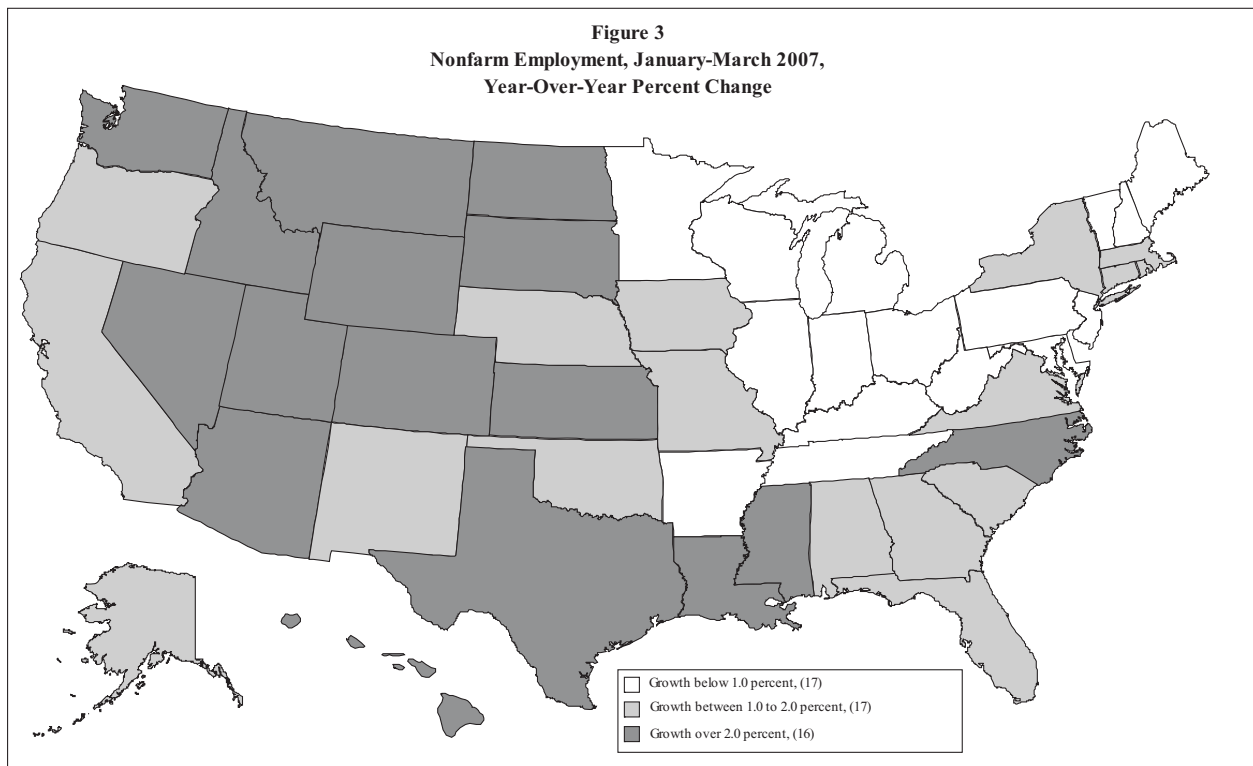 Figure 3
Nonfarm Employment, January-March 2007,
Year-Over-Year Percent Change
Growth below 1.0 percent, (17)
Growth between 1.0 to 2.0 percent, (17)
Growth over 2.0 percent, (16)